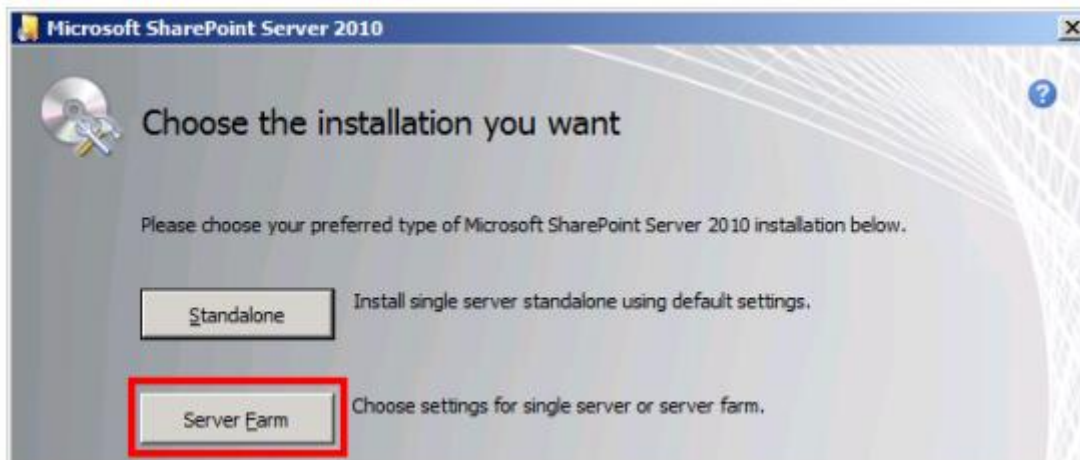 Microsoft SharePoint Server 2010
Choose the installation you want
Please choose your preferred type of Microsoft SharePoint Server 2010 installation below.
Standalone
Install single server standalone using default settings.
Server Farm
Choose settings for single server or server farm.